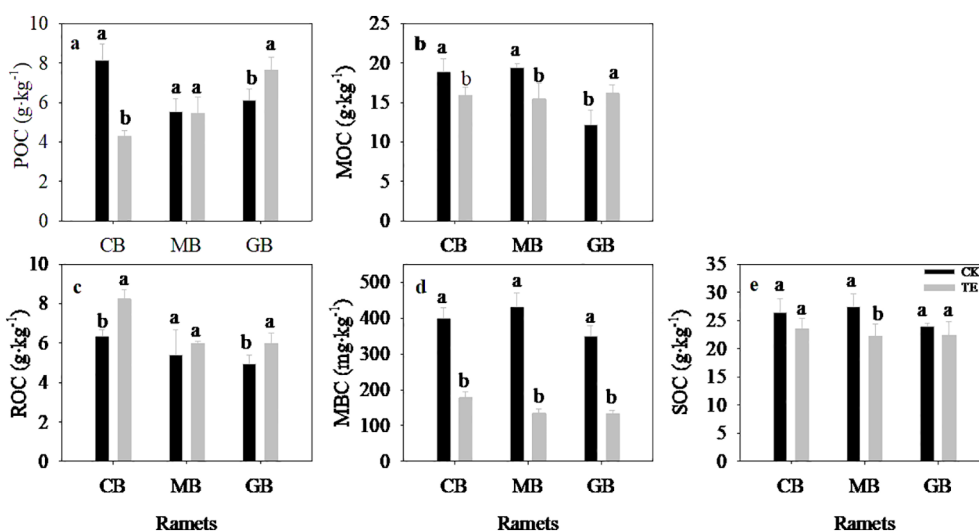 a
POC (g·kg⁻¹)
10
8
6
4
2
0
a
b
a
a
b
a
CB MB GB
b
MOC (g·kg⁻¹)
25
20
15
10
5
0
a
b
a
b
b
a
CB MB GB
c
ROC (g·kg⁻¹)
10
8
6
4
2
0
b
a
a
a
b
a
CB MB GB
Ramets
d
MBC (mg·kg⁻¹)
500
400
300
200
100
0
a
b
a
b
a
b
CB MB GB
Ramets
e
SOC (g·kg⁻¹)
35
30
25
20
15
10
5
0
CK
TE
a
a
a
b
a
a
CB MB GB
Ramets